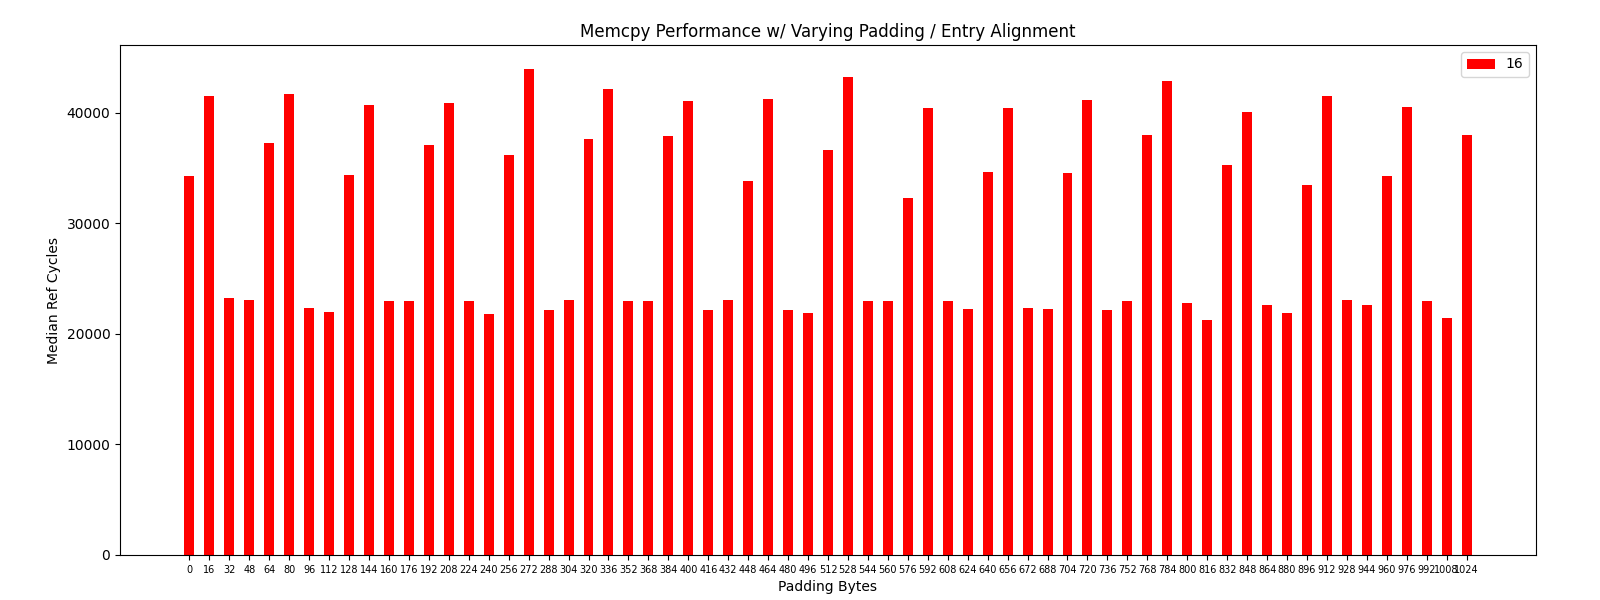 Memcpy Performance w/ Varying Padding / Entry Alignment
16
40000
30000
20000
10000
0
Median Ref Cycles
0 16 32 48 64 80 96 112 128 144 160 176 192 208 224 240 256 272 288 304 320 336 352 368 384 400 416 432 448 464 480 496 512 528 544 560 576 592 608 624 640 656 672 688 704 720 736 752 768 784 800 816 832 848 864 880 896 912 928 944 960 976 992 1008 1024
Padding Bytes